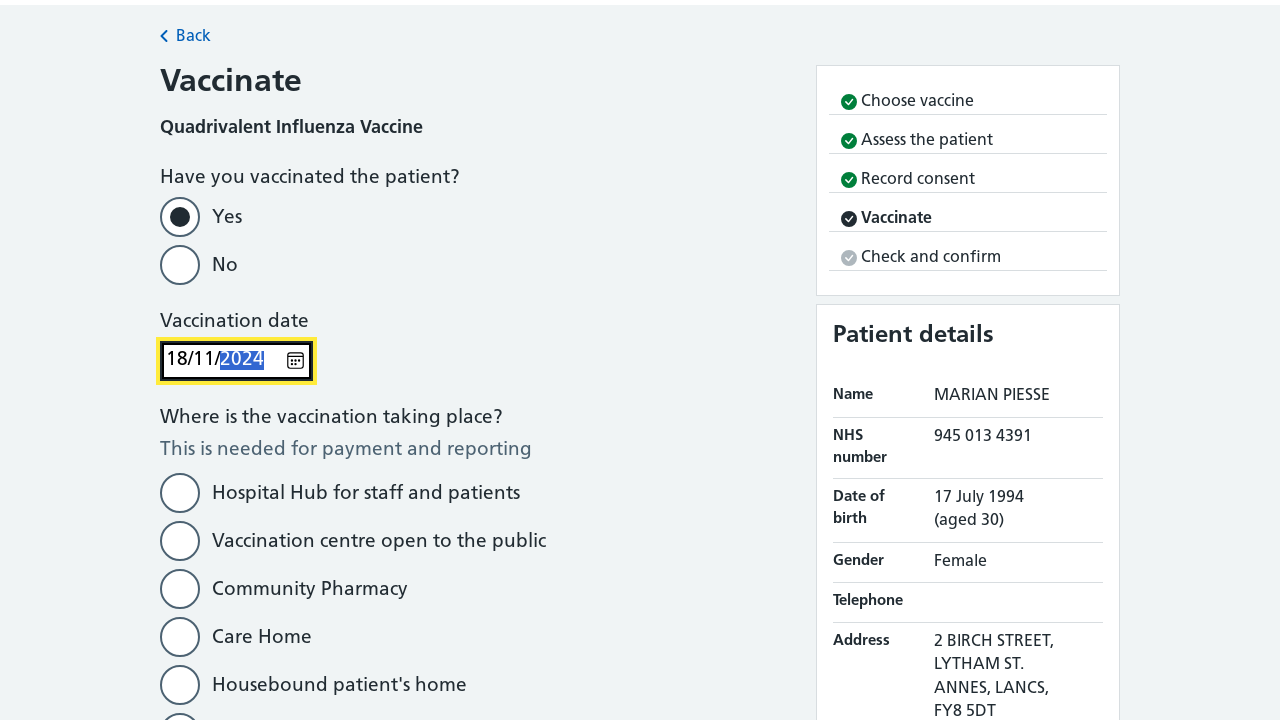 Back
Vaccinate
Quadrivalent Influenza Vaccine
Have you vaccinated the patient?
Yes
No
Vaccination date
18/11/2024
Where is the vaccination taking place?
This is needed for payment and reporting
Hospital Hub for staff and patients
Vaccination centre open to the public
Community Pharmacy
Care Home
Housebound patient's home
Choose vaccine
Assess the patient
Record consent
Vaccinate
Check and confirm
Patient details
Name MARIAN PIESSE
NHS number 945 013 4391
Date of birth 17 July 1994
(aged 30)
Gender Female
Telephone
Address 2 BIRCH STREET,
LYTHAM ST.
ANNES, LANCS,
FY8 5DT